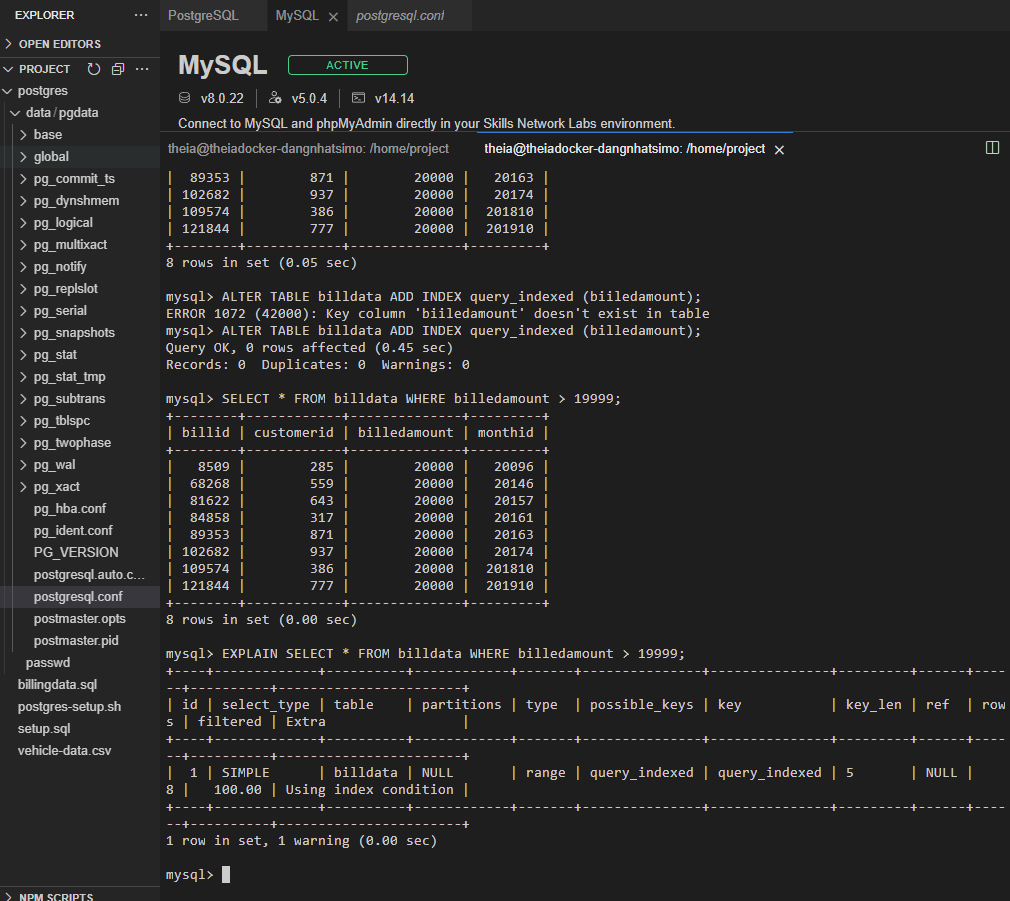 EXPLORER
OPEN EDITORS
PROJECT
postgres
data / pgdata
base
global
pg_commit_ts
pg_dynshmem
pg_logical
pg_multixact
pg_notify
pg_replslot
pg_serial
pg_snapshots
pg_stat
pg_stat_tmp
pg_subtrans
pg_tblspc
pg_twophase
pg_wal
pg_xact
pg_hba.conf
pg_ident.conf
PG_VERSION
postgresql.auto.c...
postgresql.conf
postmaster.opts
postmaster.pid
passwd
billingdata.sql
postgres-setup.sh
setup.sql
vehicle-data.csv
NPM SCRIPTS
PostgreSQL
MySQL
postgresql.conf
MySQL
ACTIVE
v8.0.22 | v5.0.4 | v14.14
Connect to MySQL and phpMyAdmin directly in your Skills Network Labs environment.
theia@theiadocker-dangnhatsimo: /home/project
theia@theiadocker-dangnhatsimo: /home/project
|  89353 |        871 |        20000 |   20163 |
| 102682 |        937 |        20000 |   20174 |
| 109574 |        386 |        20000 |  201810 |
| 121844 |        777 |        20000 |  201910 |
+--------+------------+--------------+---------+
8 rows in set (0.05 sec)
mysql> ALTER TABLE billdata ADD INDEX query_indexed (biiledamount);
ERROR 1072 (42000): Key column 'biiledamount' doesn't exist in table
mysql> ALTER TABLE billdata ADD INDEX query_indexed (billedamount);
Query OK, 0 rows affected (0.45 sec)
Records: 0  Duplicates: 0  Warnings: 0
mysql> SELECT * FROM billdata WHERE billedamount > 19999;
+--------+------------+--------------+---------+
| billid | customerid | billedamount | monthid |
+--------+------------+--------------+---------+
|   8509 |        285 |        20000 |   20096 |
|  68268 |        559 |        20000 |   20146 |
|  81622 |        643 |        20000 |   20157 |
|  84858 |        317 |        20000 |   20161 |
|  89353 |        871 |        20000 |   20163 |
| 102682 |        937 |        20000 |   20174 |
| 109574 |        386 |        20000 |  201810 |
| 121844 |        777 |        20000 |  201910 |
+--------+------------+--------------+---------+
8 rows in set (0.00 sec)
mysql> EXPLAIN SELECT * FROM billdata WHERE billedamount > 19999;
+----+-------------+----------+------------+-------+---------------+---------------+---------+------+----
--+----------+-----------------------+
| id | select_type | table    | partitions | type  | possible_keys | key           | key_len | ref  | row
s | filtered | Extra                 |
+----+-------------+----------+------------+-------+---------------+---------------+---------+------+----
--+----------+-----------------------+
|  1 | SIMPLE      | billdata | NULL       | range | query_indexed | query_indexed | 5       | NULL |
8 |   100.00 | Using index condition |
+----+-------------+----------+------------+-------+---------------+---------------+---------+------+----
--+----------+-----------------------+
1 row in set, 1 warning (0.00 sec)
mysql>